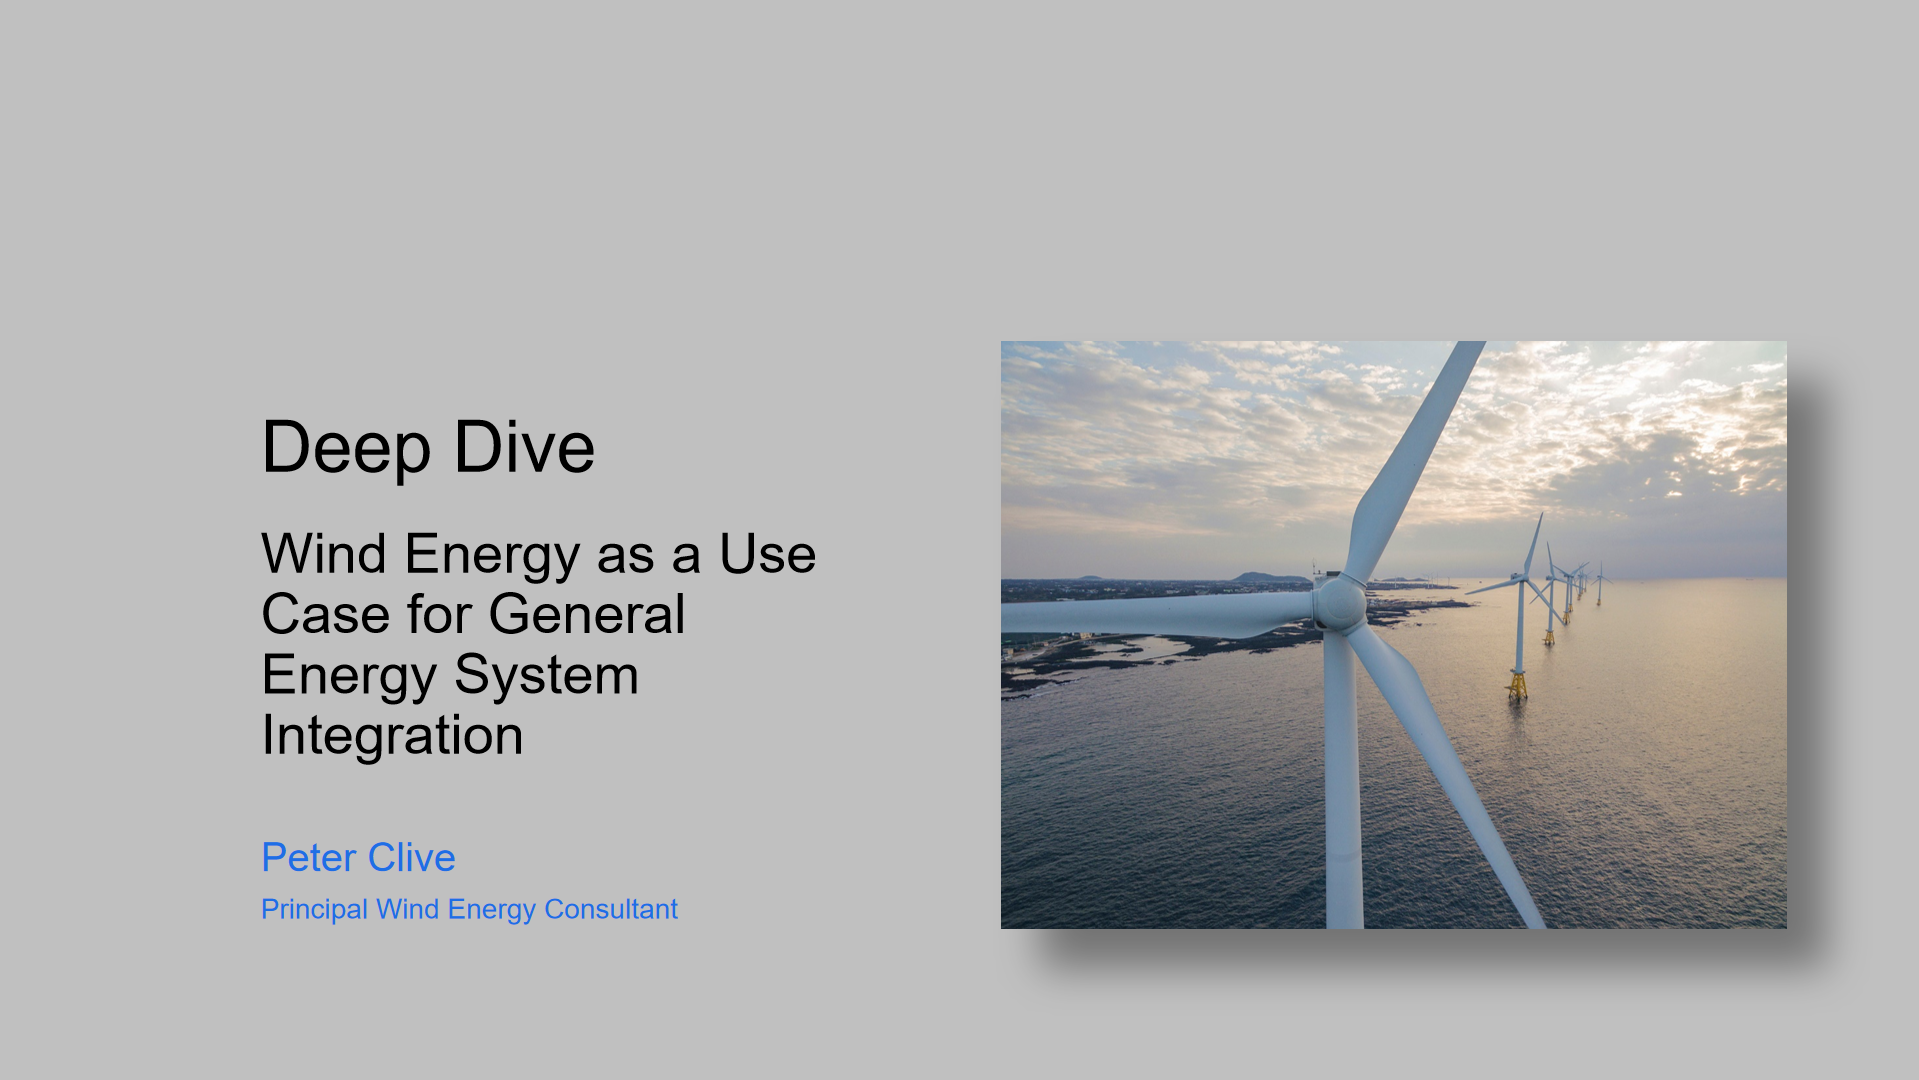 Deep Dive
Wind Energy as a Use
Case for General
Energy System
Integration
Peter Clive
Principal Wind Energy Consultant